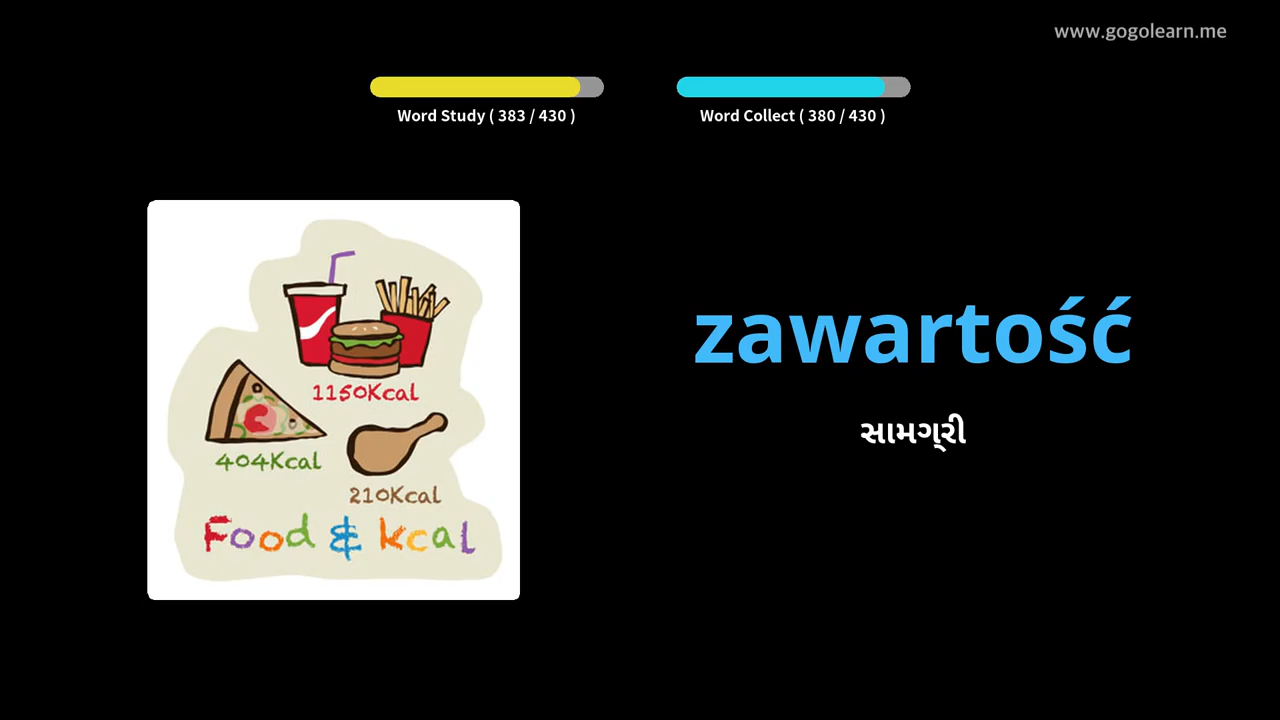 www.gogolearn.me
Word Study ( 383 / 430 )
Word Collect ( 380 / 430 )
1150Kcal
404Kcal
210Kcal
Food & kcal
zawartość
સામગ્રી